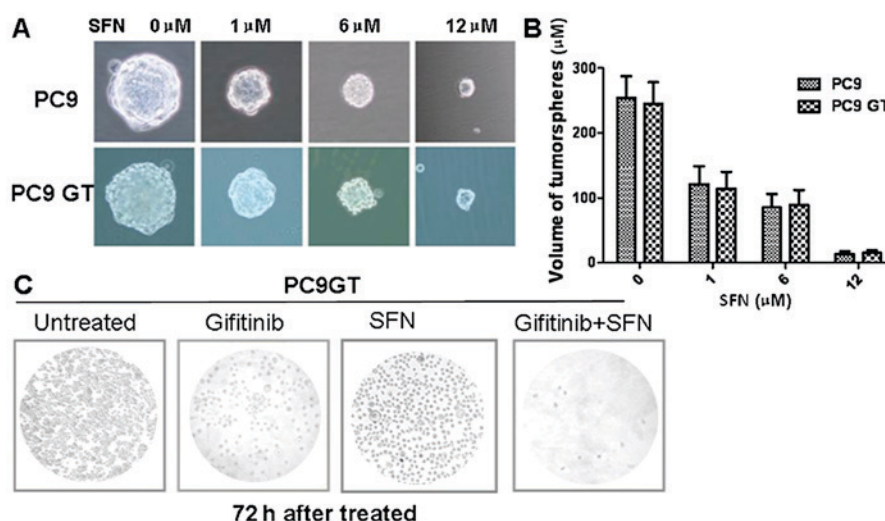 A
SFN 0 μM 1 μM 6 μM 12 μM
PC9
PC9 GT
B
Volume of tumorspheres (μM)
300
200
100
0
0 1 6 12
SFN (μM)
PC9
PC9 GT
C
PC9GT
Untreated Gifitinib SFN Gifitinib+SFN
72 h after treated